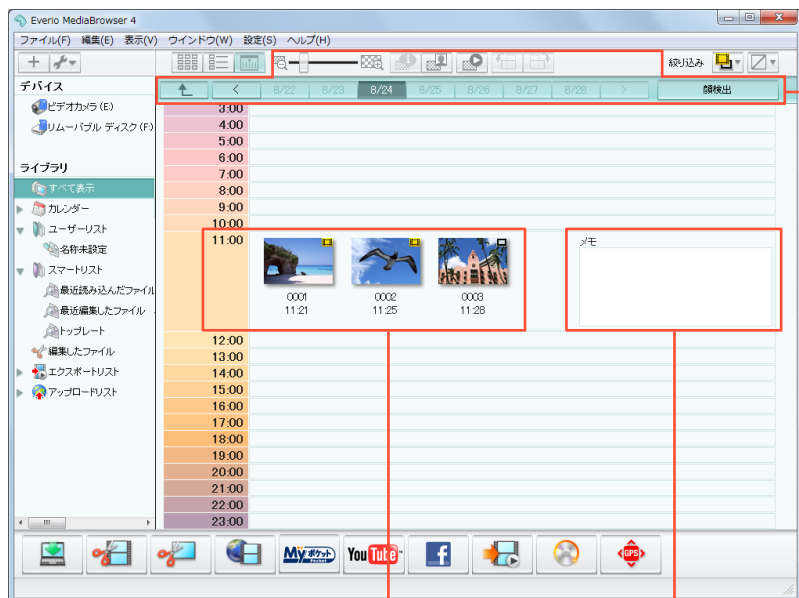 Everio MediaBrowser 4
ファイル(F) 編集(E) 表示(V) ウインドウ(W) 設定(S) ヘルプ(H)
絞り込み
デバイス
ビデオカメラ (E:)
リムーバブル ディスク (F:)
ライブラリ
すべて表示
カレンダー
ユーザーリスト
名称未設定
スマートリスト
最近読み込んだファイル
最近編集したファイル
トップレート
編集したファイル
エクスポートリスト
アップロードリスト
< 8/22 8/23 8/24 8/25 8/26 8/27 8/28 > 顔検出
3:00
4:00
5:00
6:00
7:00
8:00
9:00
10:00
11:00
0001 0002 0003
11:21 11:25 11:28
メモ
12:00
13:00
14:00
15:00
16:00
17:00
18:00
19:00
20:00
21:00
22:00
23:00
Myポケット Pocket YouTube f GPS